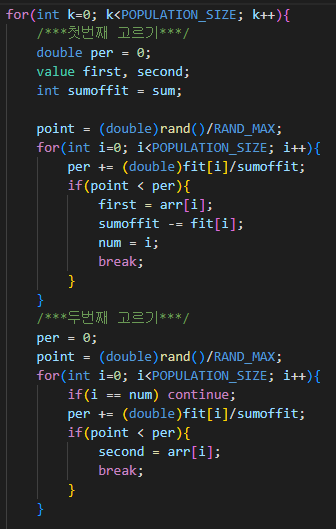 for(int k=0; k<POPULATION_SIZE; k++){
    /***첫번째 고르기***/
    double per = 0;
    value first, second;
    int sumoffit = sum;

    point = (double)rand()/RAND_MAX;
    for(int i=0; i<POPULATION_SIZE; i++){
        per += (double)fit[i]/sumoffit;
        if(point < per){
            first = arr[i];
            sumoffit -= fit[i];
            num = i;
            break;
        }
    }
    /***두번째 고르기***/
    per = 0;
    point = (double)rand()/RAND_MAX;
    for(int i=0; i<POPULATION_SIZE; i++){
        if(i == num) continue;
        per += (double)fit[i]/sumoffit;
        if(point < per){
            second = arr[i];
            break;
        }
    }